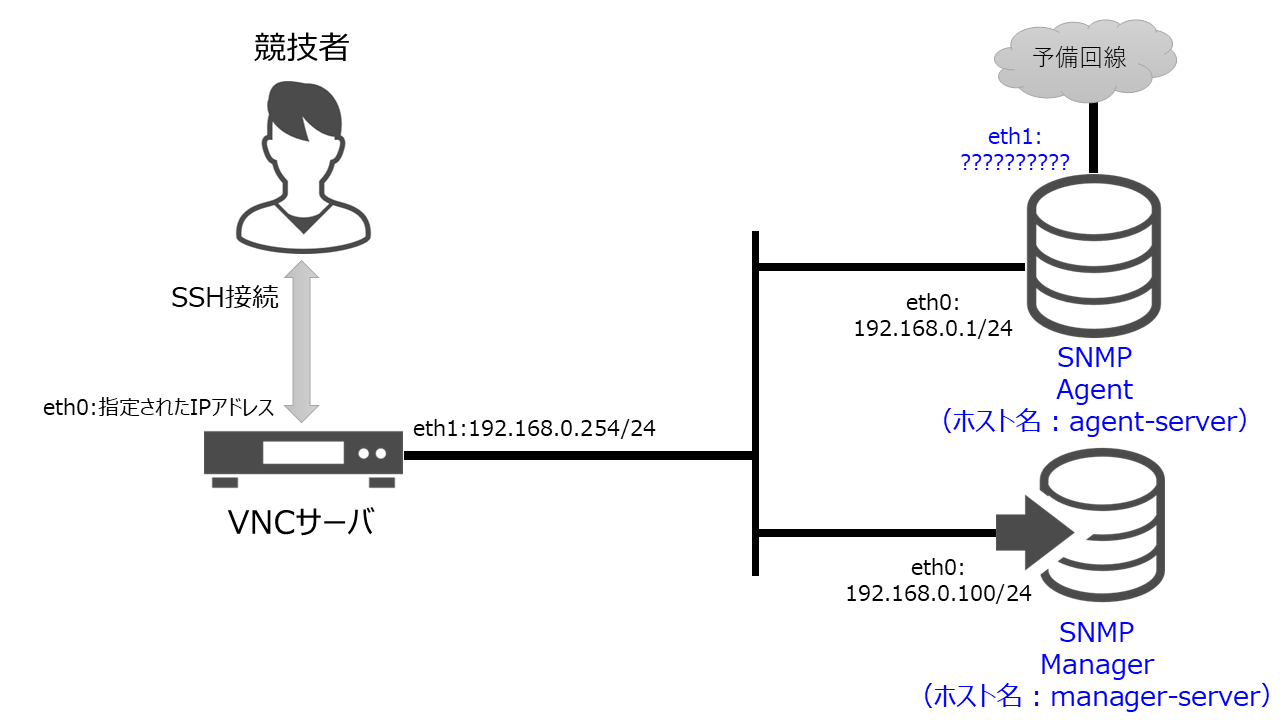 競技者
予備回線
eth1:
??????????
SSH接続
eth0:
192.168.0.1/24
SNMP
Agent
（ホスト名：agent-server）
eth0:指定されたIPアドレス
eth1:192.168.0.254/24
VNCサーバ
eth0:
192.168.0.100/24
SNMP
Manager
（ホスト名：manager-server）